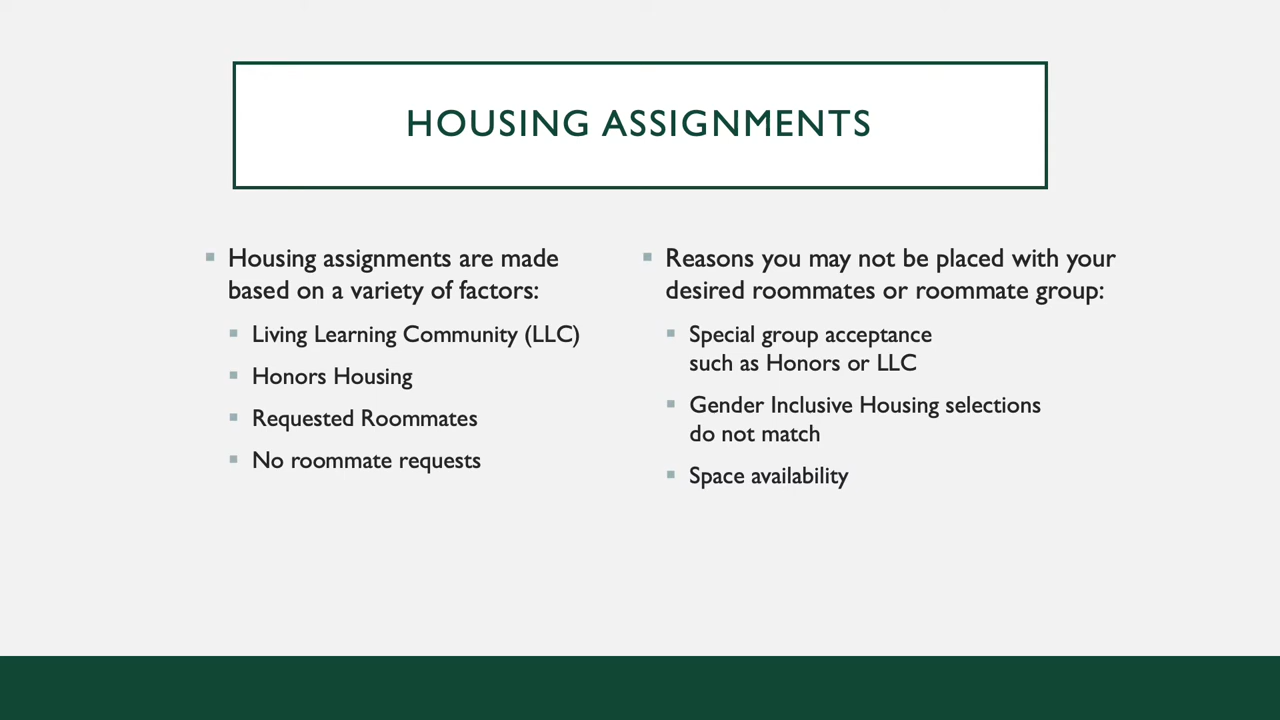 HOUSING ASSIGNMENTS
Housing assignments are made
based on a variety of factors:
Living Learning Community (LLC)
Honors Housing
Requested Roommates
No roommate requests
Reasons you may not be placed with your
desired roommates or roommate group:
Special group acceptance
such as Honors or LLC
Gender Inclusive Housing selections
do not match
Space availability